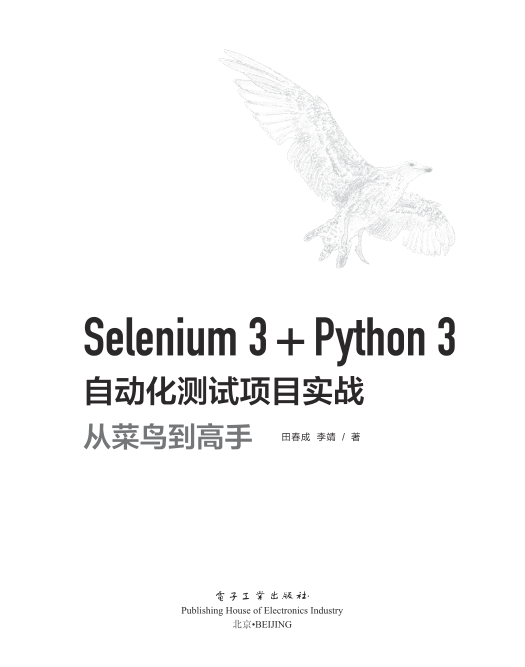 Selenium 3 + Python 3
自动化测试项目实战
从菜鸟到高手 田春成 李靖 / 著
電子工業出版社·
Publishing House of Electronics Industry
北京•BEIJING